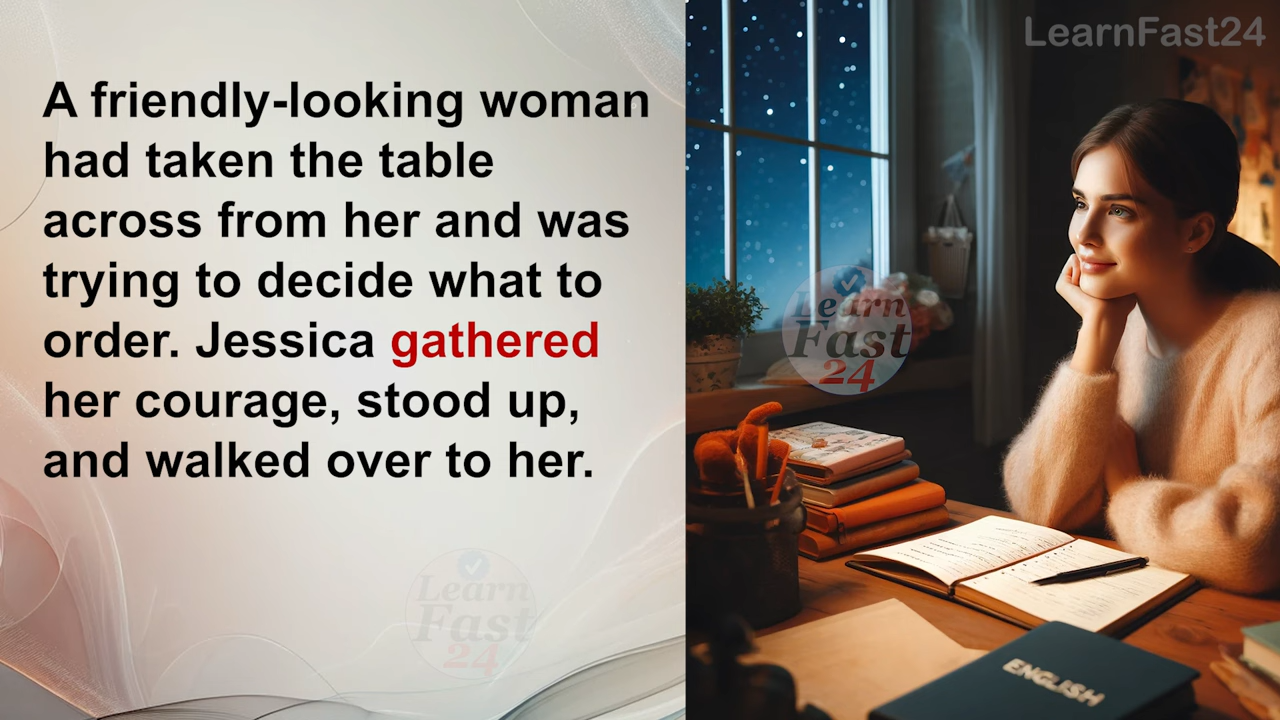 LearnFast24
A friendly-looking woman
had taken the table
across from her and was
trying to decide what to
order. Jessica gathered
her courage, stood up,
and walked over to her.
Learn
Fast
24
Learn
Fast
24
ENGLISH